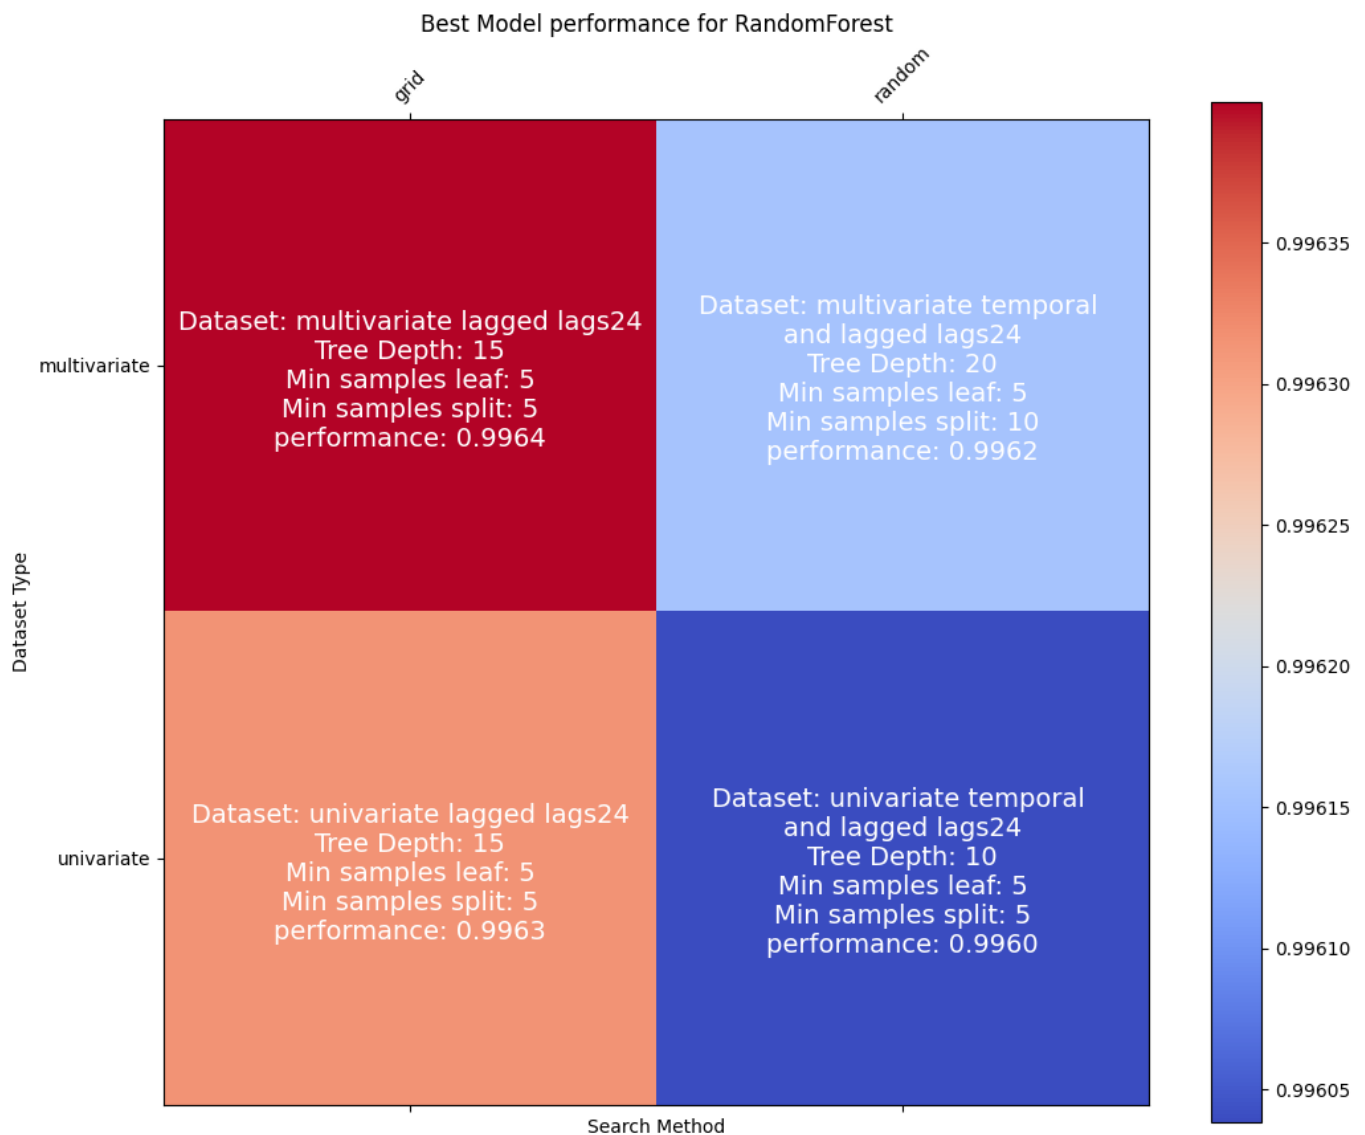 Best Model performance for RandomForest
grid
random
Dataset Type
multivariate
Dataset: multivariate lagged lags24
Tree Depth: 15
Min samples leaf: 5
Min samples split: 5
performance: 0.9964
Dataset: multivariate temporal
and lagged lags24
Tree Depth: 20
Min samples leaf: 5
Min samples split: 10
performance: 0.9962
univariate
Dataset: univariate lagged lags24
Tree Depth: 15
Min samples leaf: 5
Min samples split: 5
performance: 0.9963
Dataset: univariate temporal
and lagged lags24
Tree Depth: 10
Min samples leaf: 5
Min samples split: 5
performance: 0.9960
Search Method
0.99635
0.99630
0.99625
0.99620
0.99615
0.99610
0.99605